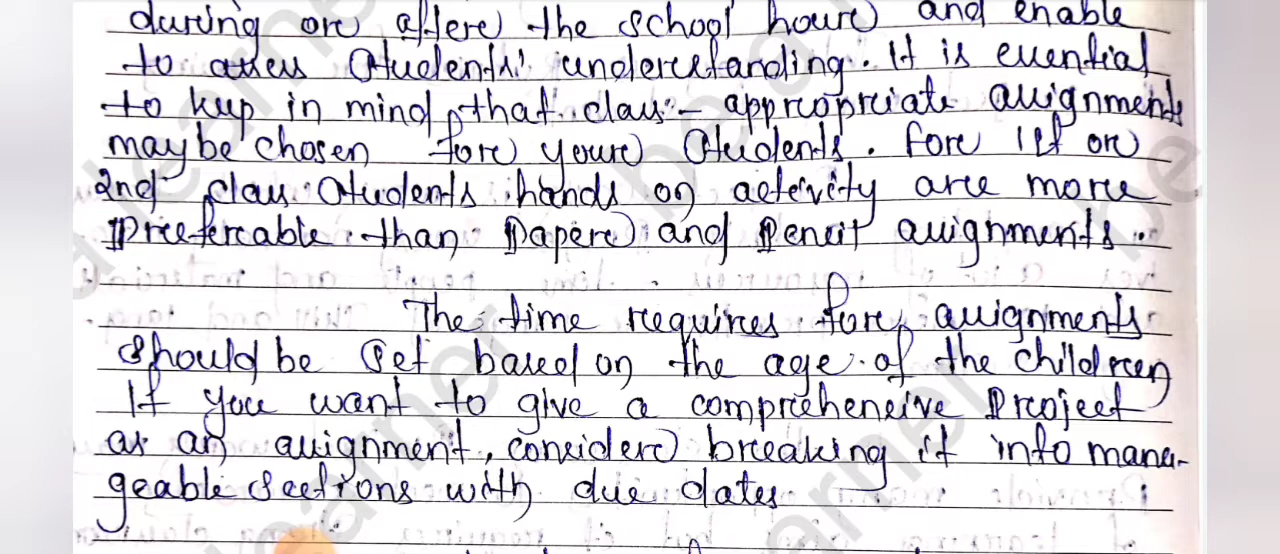 during or after the school hour and enable
to assess Students' understanding. It is essential
to keep in mind, that class - appropriate assignments
may be chosen for your Students. For 1st or
2nd class Students hands on activity are more
Preferable than Paper and Pencil assignments.
The time requires for assignments
should be set based on the age of the children
If you want to give a comprehensive Project
as an assignment, consider breaking it into mana-
geable sections with due dates